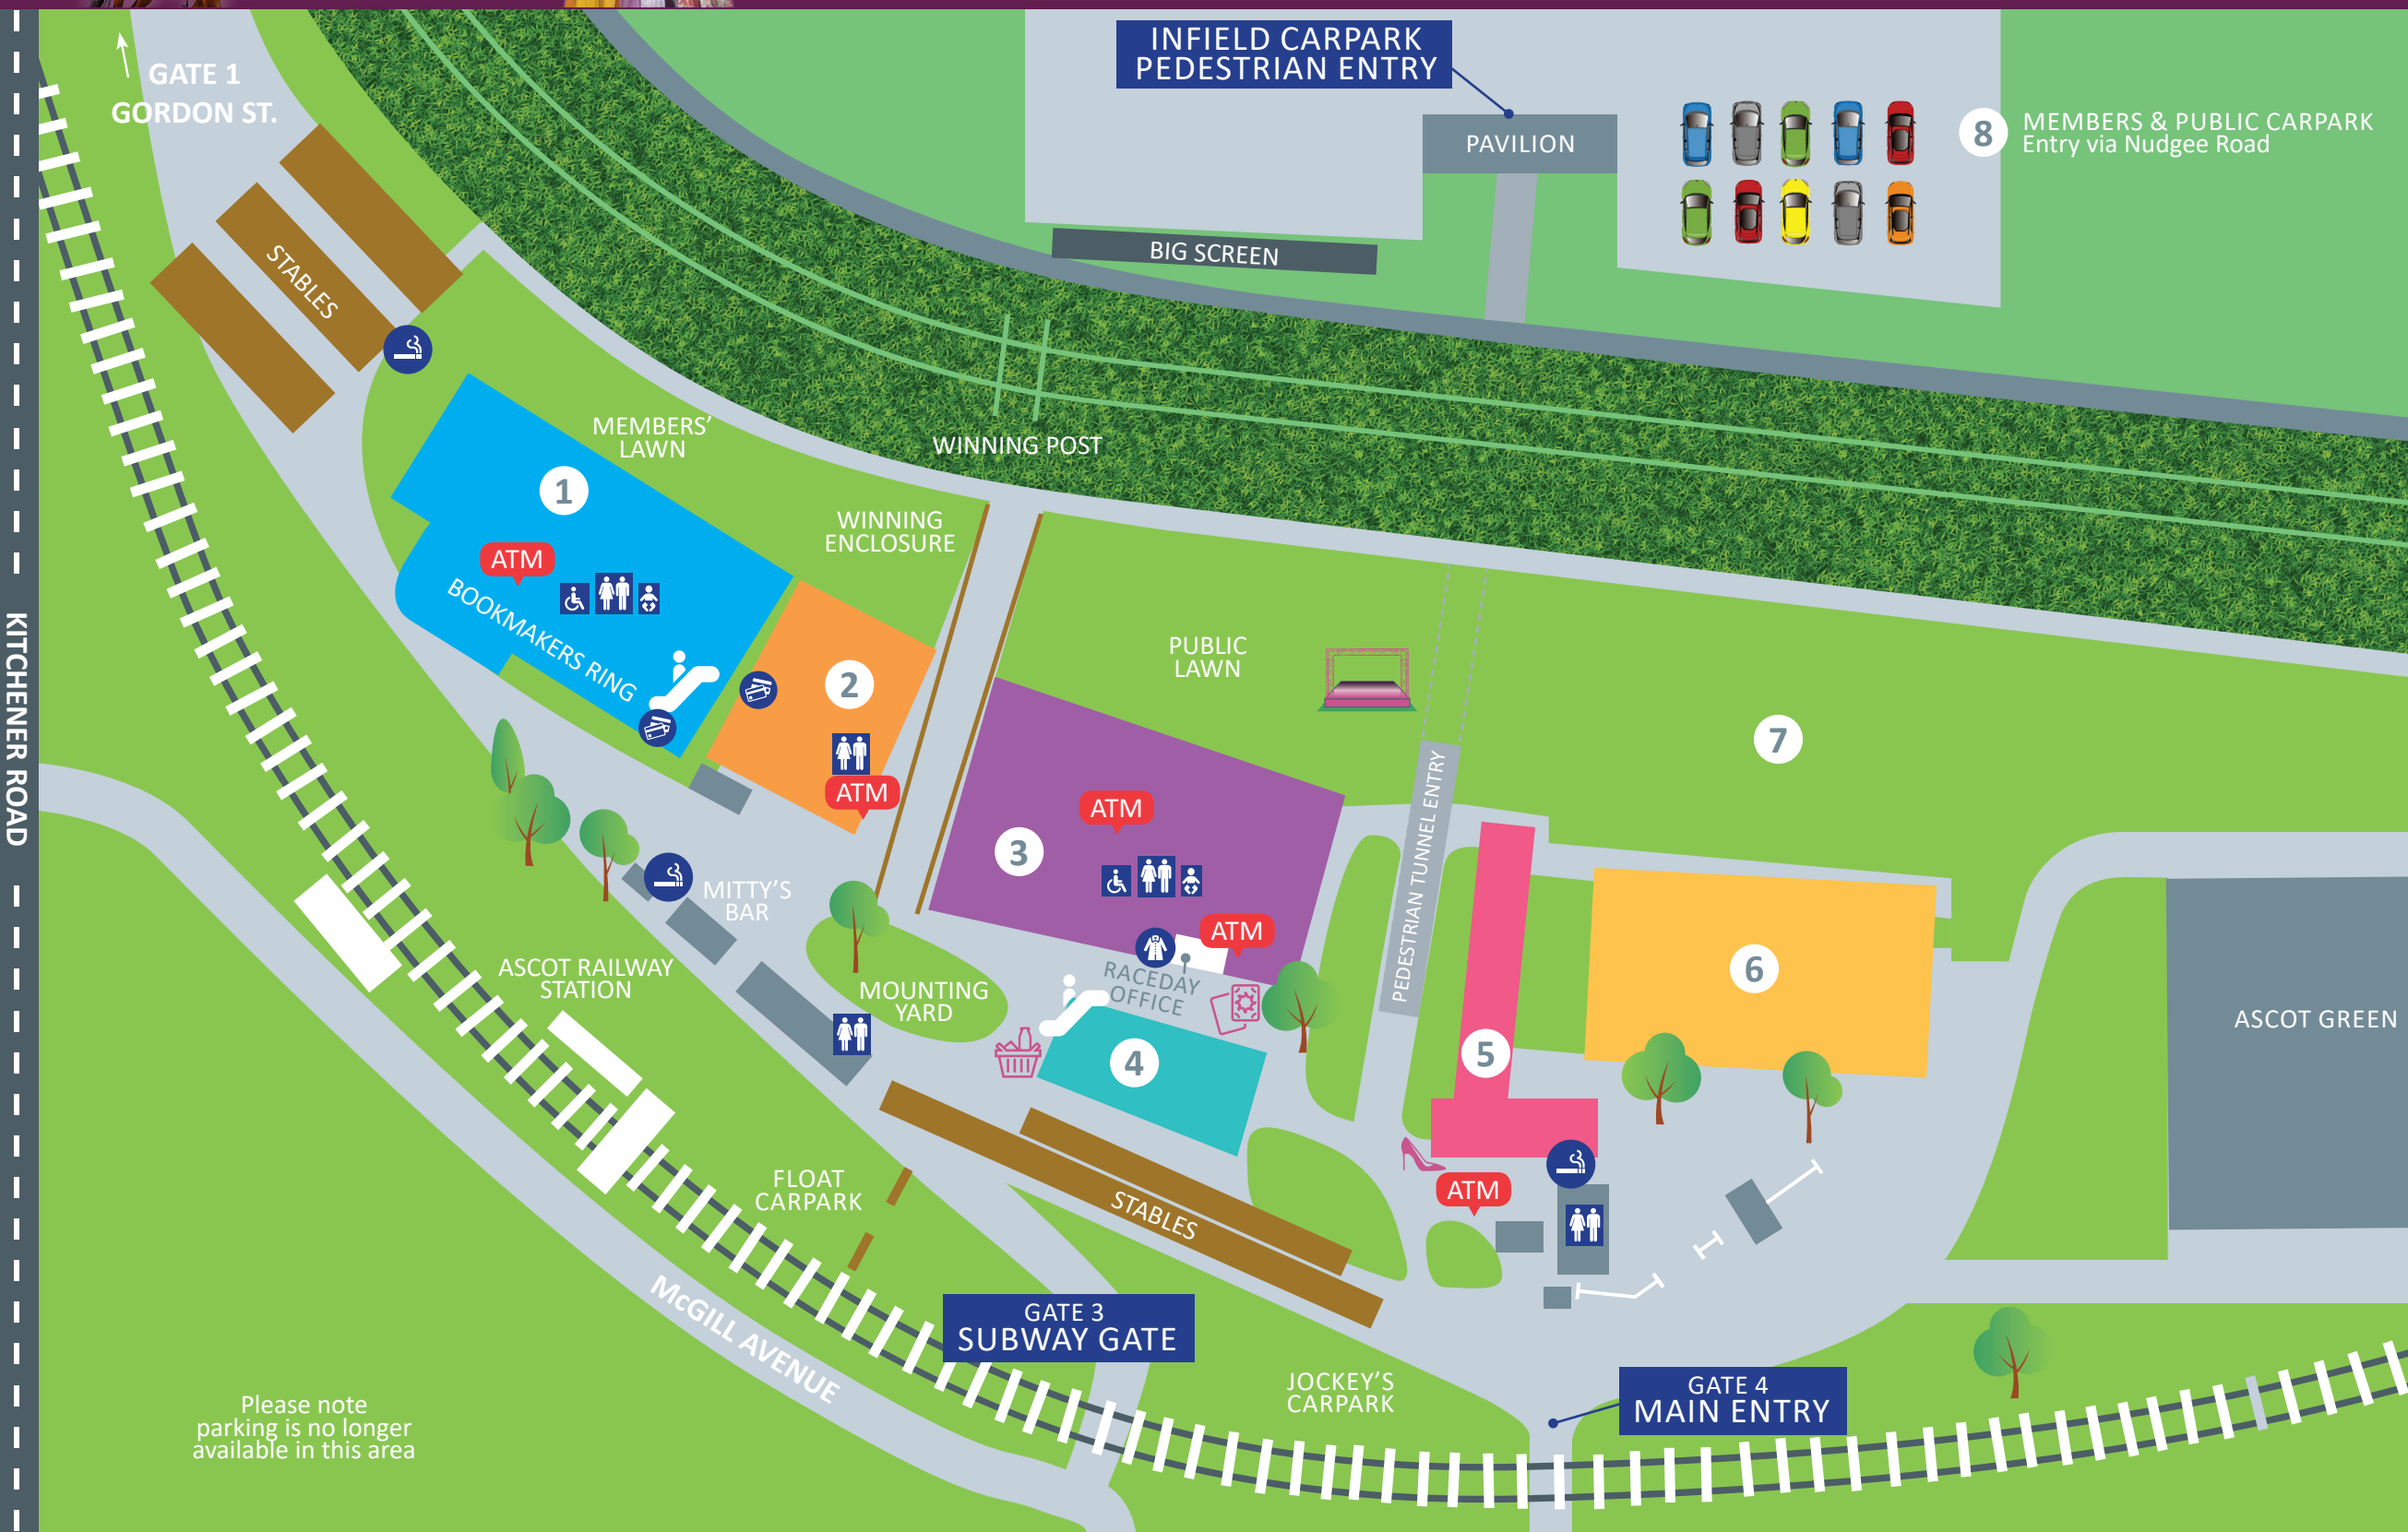 INFIELD CARPARK
PEDESTRIAN ENTRY
GATE 1
GORDON ST.
PAVILION
8
MEMBERS & PUBLIC CARPARK
Entry via Nudgee Road
BIG SCREEN
STABLES
MEMBERS'
LAWN
WINNING POST
1
WINNING
ENCLOSURE
ATM
BOOKMAKERS RING
KITCHENER ROAD
PUBLIC
LAWN
2
ATM
7
PEDESTRIAN TUNNEL ENTRY
ATM
3
MITTY'S
BAR
ATM
ASCOT RAILWAY
STATION
RACEDAY
OFFICE
MOUNTING
YARD
6
ASCOT GREEN
4
5
FLOAT
CARPARK
STABLES
ATM
McGILL AVENUE
GATE 3
SUBWAY GATE
JOCKEY'S
CARPARK
GATE 4
MAIN ENTRY
Please note
parking is no longer
available in this area